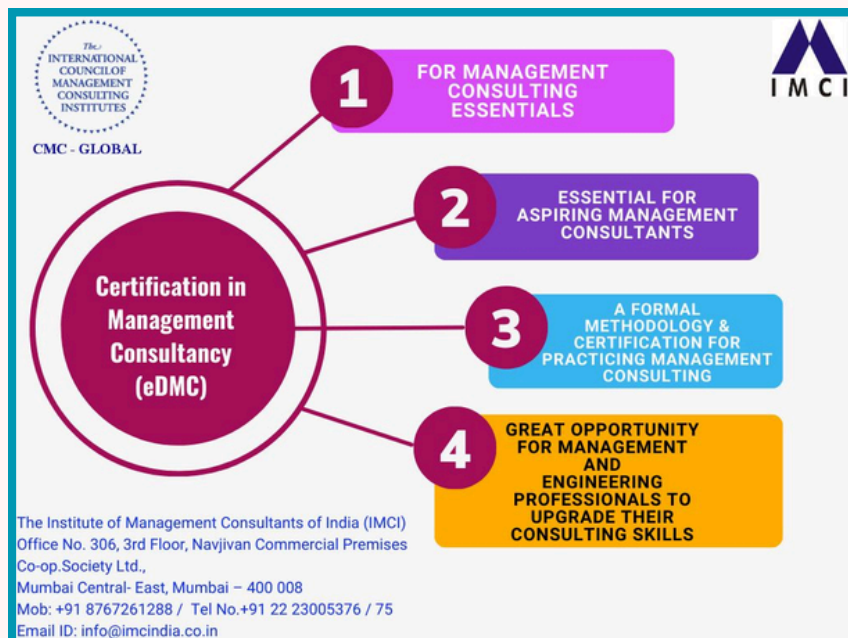 The
INTERNATIONAL
COUNCILOF
MANAGEMENT
CONSULTING
INSTITUTES
CMC - GLOBAL
IMCI
1
FOR MANAGEMENT
CONSULTING
ESSENTIALS
2
ESSENTIAL FOR
ASPIRING MANAGEMENT
CONSULTANTS
Certification in
Management
Consultancy
(eDMC)
3
A FORMAL
METHODOLOGY &
CERTIFICATION FOR
PRACTICING MANAGEMENT
CONSULTING
4
GREAT OPPORTUNITY
FOR MANAGEMENT
AND
ENGINEERING
PROFESSIONALS TO
UPGRADE THEIR
CONSULTING SKILLS
The Institute of Management Consultants of India (IMCI)
Office No. 306, 3rd Floor, Navjivan Commercial Premises
Co-op.Society Ltd.,
Mumbai Central- East, Mumbai – 400 008
Mob: +91 8767261288 / Tel No.+91 22 23005376 / 75
Email ID: info@imcindia.co.in